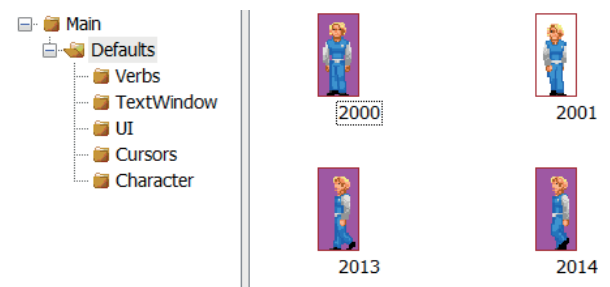 Main
Defaults
Verbs
TextWindow
UI
Cursors
Character
2000
2001
2013
2014